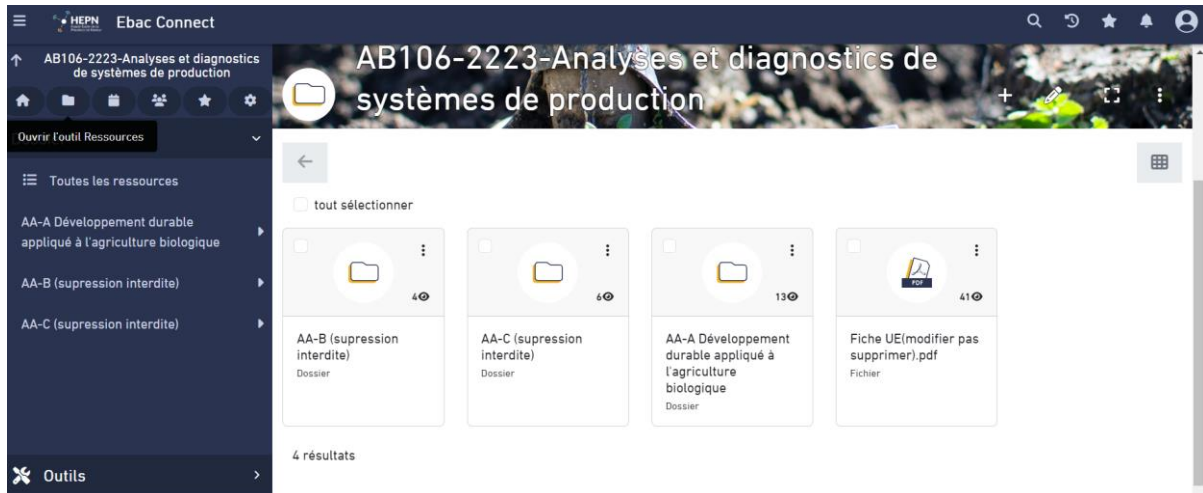 HEPN
Ebac Connect
AB106-2223-Analyses et diagnostics
de systèmes de production
Ouvrir l'outil Ressources
Toutes les ressources
AA-A Développement durable
appliqué à l'agriculture biologique
AA-B (supression interdite)
AA-C (supression interdite)
Outils
AB106-2223-Analyses et diagnostics de
systèmes de production
tout sélectionner
4
AA-B (supression
interdite)
Dossier
6
AA-C (supression
interdite)
Dossier
13
AA-A Développement
durable appliqué à
l'agriculture
biologique
Dossier
PDF
41
Fiche UE(modifier pas
supprimer).pdf
Fichier
4 résultats